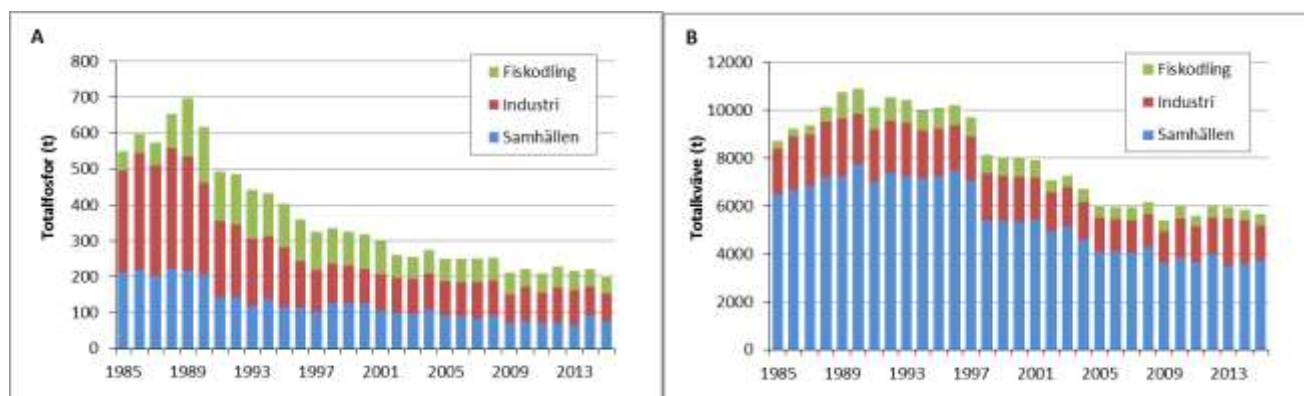 A
Totalfosfor (t)
800
700
600
500
400
300
200
100
0
Fiskodling
Industri
Samhällen
1985 1989 1993 1997 2001 2005 2009 2013
B
Totalkväve (t)
12000
10000
8000
6000
4000
2000
0
Fiskodling
Industri
Samhällen
1985 1989 1993 1997 2001 2005 2009 2013